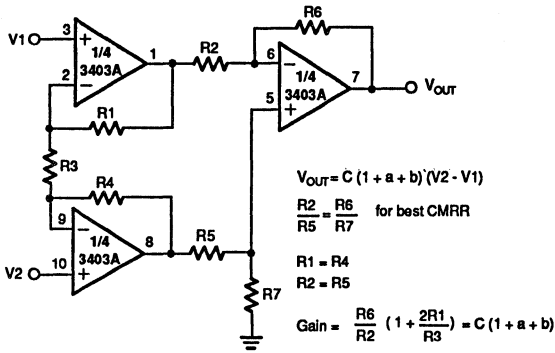 R6
V1 3
+
1/4
3403A
1
R2
6
−
1/4
3403A
7
VOUT
2
−
5
+
R1
R3
VOUT = C (1 + a + b) (V2 - V1)
R4
R2/R5 = R6/R7 for best CMRR
9
−
1/4
3403A
8
R5
V2 10
+
R1 = R4
R7
R2 = R5
Gain = R6/R2 (1 + 2R1/R3) = C (1 + a + b)